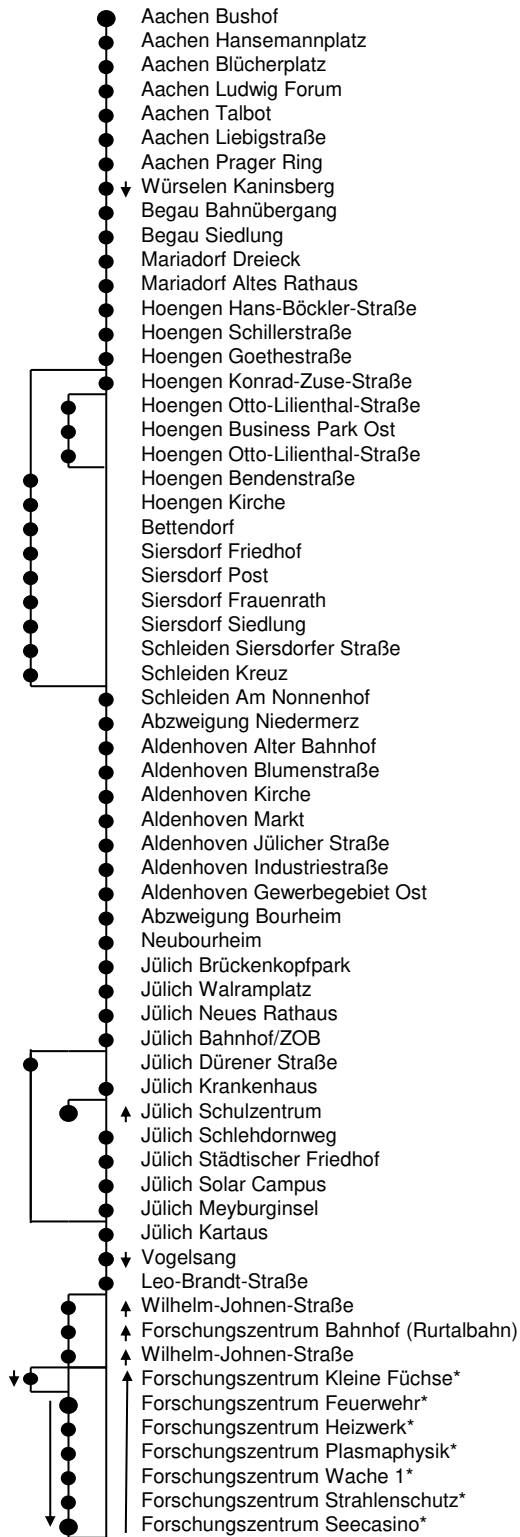 Aachen Bushof
Aachen Hansemannplatz
Aachen Blücherplatz
Aachen Ludwig Forum
Aachen Talbot
Aachen Liebigstraße
Aachen Prager Ring
Würselen Kaninsberg
Begau Bahnübergang
Begau Siedlung
Mariadorf Dreieck
Mariadorf Altes Rathaus
Hoengen Hans-Böckler-Straße
Hoengen Schillerstraße
Hoengen Goethestraße
Hoengen Konrad-Zuse-Straße
Hoengen Otto-Lilienthal-Straße
Hoengen Business Park Ost
Hoengen Otto-Lilienthal-Straße
Hoengen Bendenstraße
Hoengen Kirche
Bettendorf
Siersdorf Friedhof
Siersdorf Post
Siersdorf Frauenrath
Siersdorf Siedlung
Schleiden Siersdorfer Straße
Schleiden Kreuz
Schleiden Am Nonnenhof
Abzweigung Niedermerz
Aldenhoven Alter Bahnhof
Aldenhoven Blumenstraße
Aldenhoven Kirche
Aldenhoven Markt
Aldenhoven Jülicher Straße
Aldenhoven Industriestraße
Aldenhoven Gewerbegebiet Ost
Abzweigung Bourheim
Neubourheim
Jülich Brückenkopfpark
Jülich Walramplatz
Jülich Neues Rathaus
Jülich Bahnhof/ZOB
Jülich Dürener Straße
Jülich Krankenhaus
Jülich Schulzentrum
Jülich Schlehdornweg
Jülich Städtischer Friedhof
Jülich Solar Campus
Jülich Meyburginsel
Jülich Kartaus
Vogelsang
Leo-Brandt-Straße
Wilhelm-Johnen-Straße
Forschungszentrum Bahnhof (Rurtalbahn)
Wilhelm-Johnen-Straße
Forschungszentrum Kleine Füchse*
Forschungszentrum Feuerwehr*
Forschungszentrum Heizwerk*
Forschungszentrum Plasmaphysik*
Forschungszentrum Wache 1*
Forschungszentrum Strahlenschutz*
Forschungszentrum Seecasino*